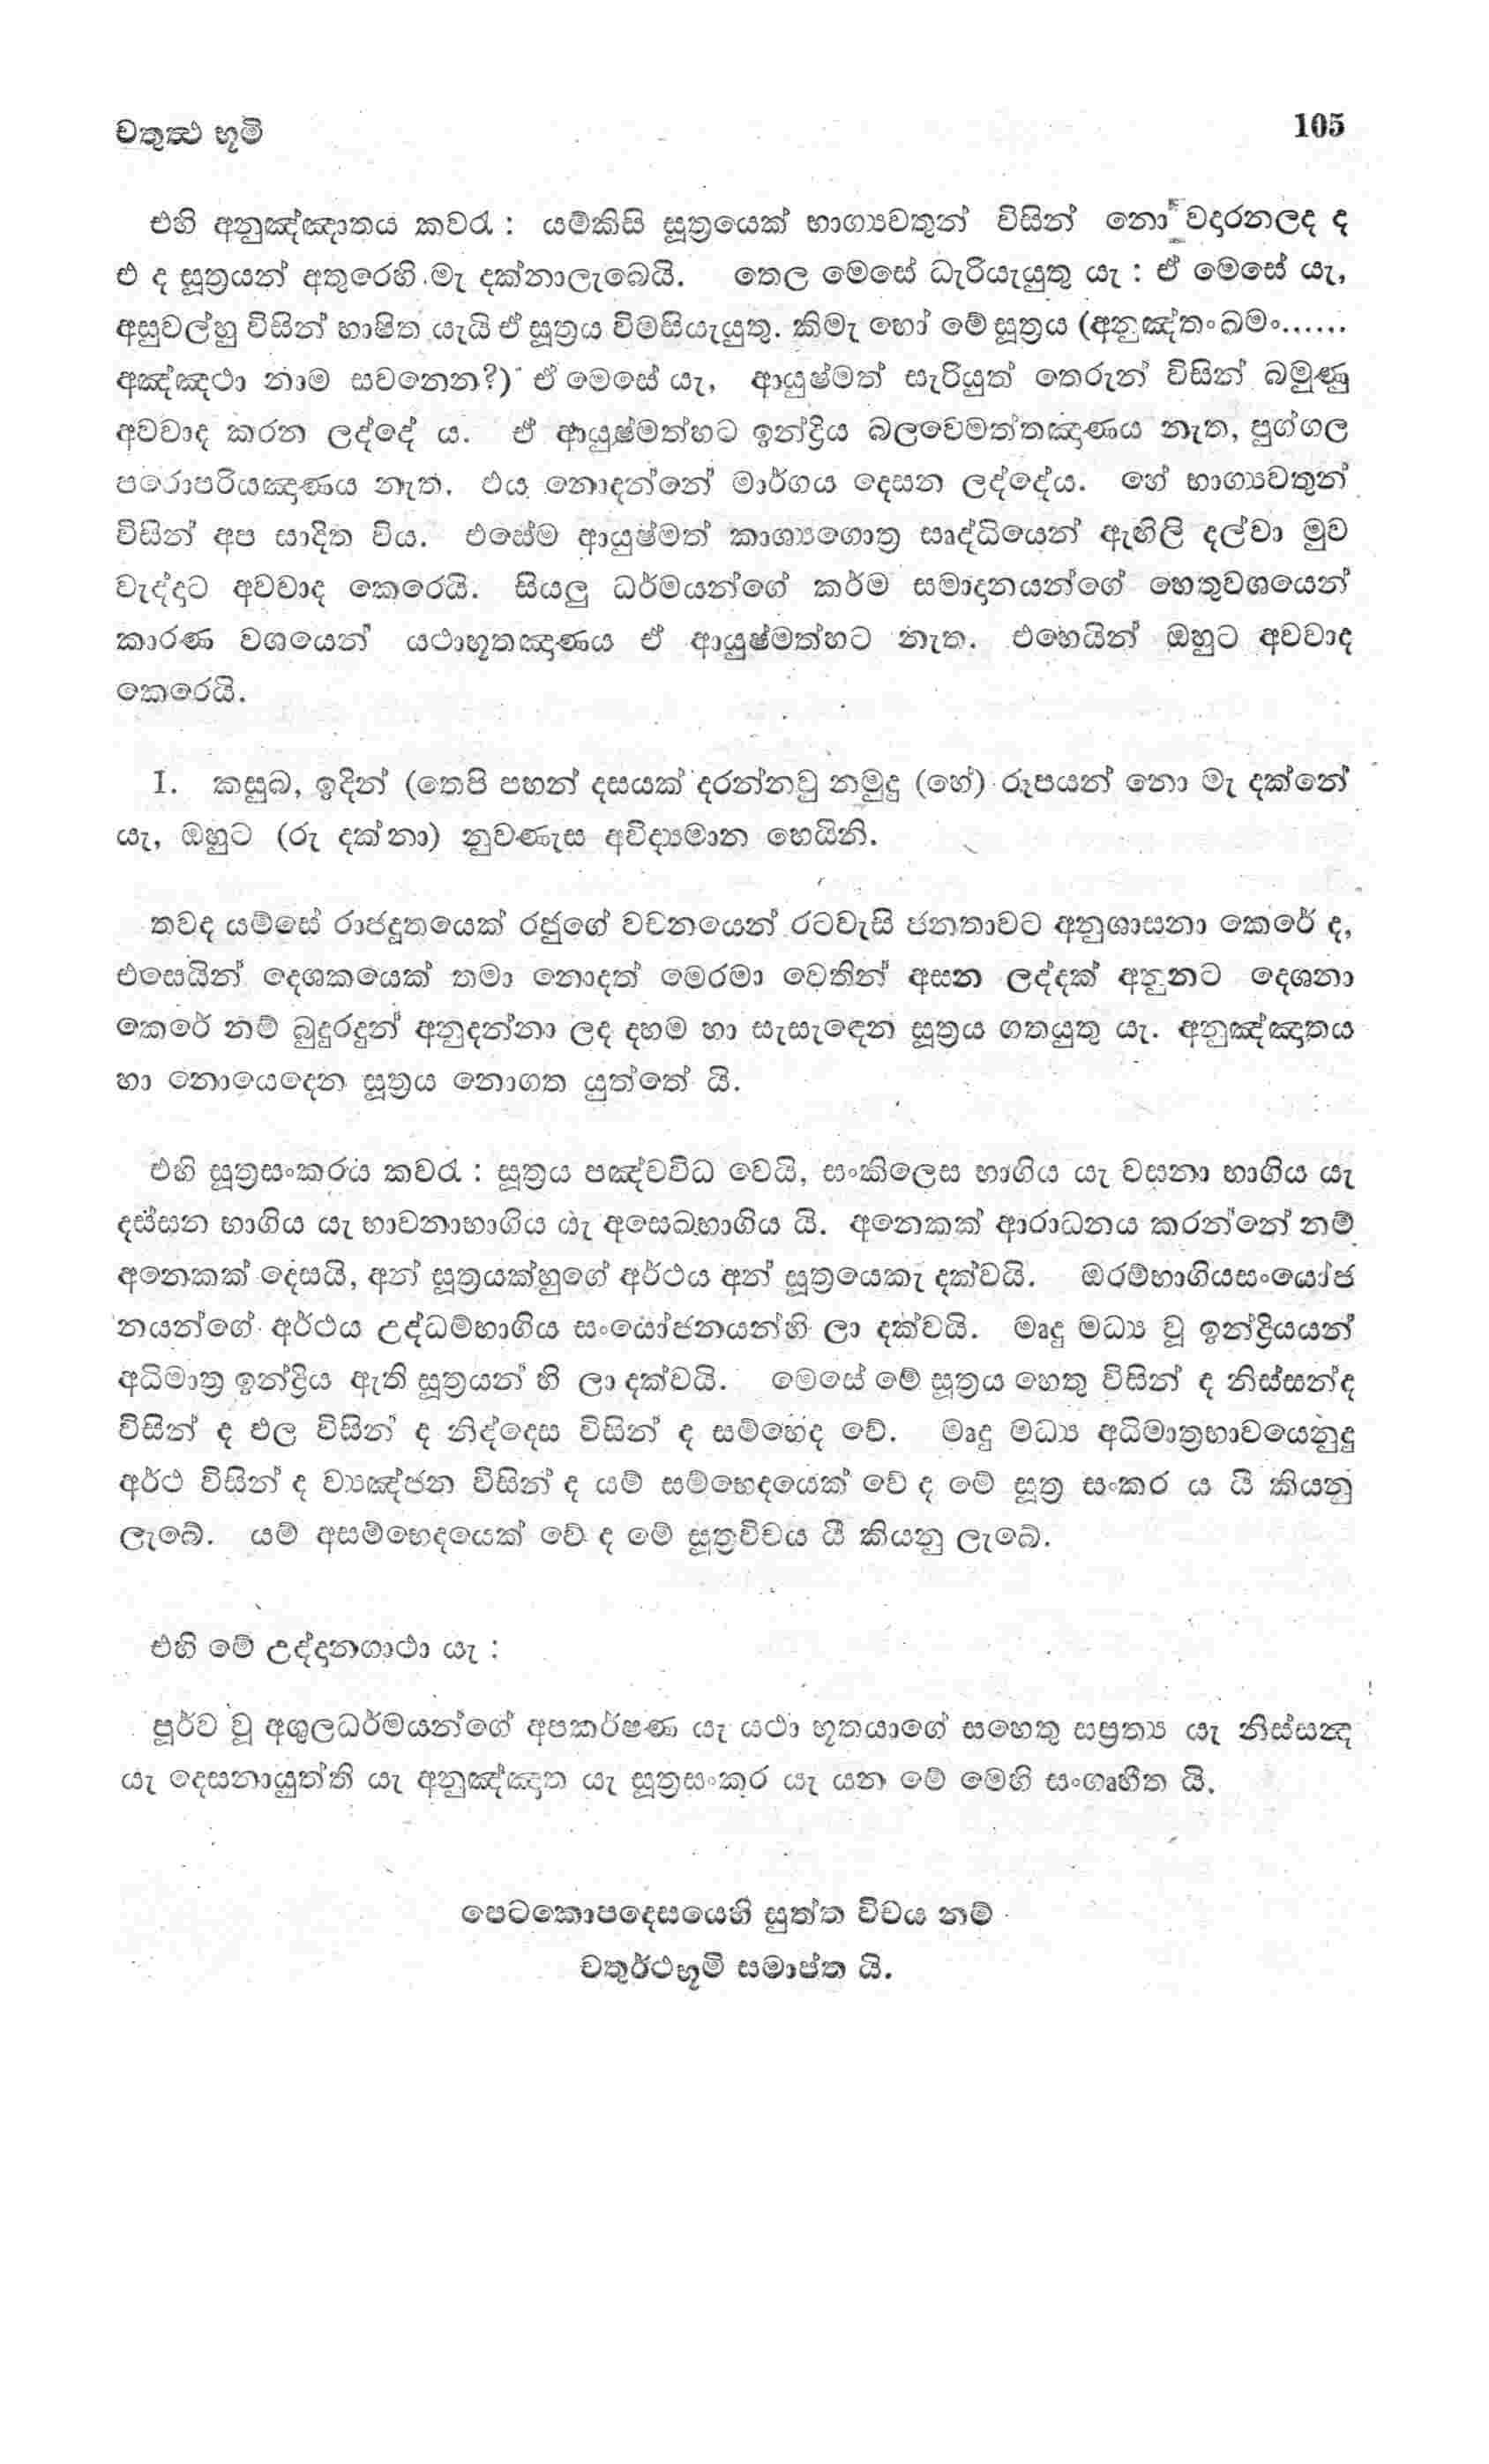 චතුත්‍ථ භූමි
105
එහි අනුඤ්ඤාතය කවරැ : යම්කිසි සූත්‍රයෙක් භාග්‍යවතුන් විසින් නො වදාරනලද ද
එ ද සූත්‍රයන් අතුරෙහි මැ දක්නාලැබෙයි. තෙල මෙසේ ධැරියැයුතු යැ : ඒ මෙසේ යැ,
අසුවල්හු විසින් භාෂිත යැයි ඒ සූත්‍රය විමසියැයුතු. කිමැ හෝ මේ සූත්‍රය (අනුඤ්තංඛමං......
අඤ්ඤථා නාම සවනෙන?) ඒ මෙසේ යැ, ආයුෂ්මත් සැරියුත් තෙරුන් විසින් බමුණු
අවවාද කරන ලද්දේ ය. ඒ ආයුෂ්මත්හට ඉන්ද්‍රිය බලවෙමත්තඤාණය නැත, පුග්ගල
පරොපරියඤාණය නැත. එය නොදන්නේ මාර්ගය දෙසන ලද්දේය. හේ භාග්‍යවතුන්
විසින් අප සාදිත විය. එසේම ආයුෂ්මත් කාශ්‍යගොත්‍ර ඍද්ධියෙන් ඇඟිලි දල්වා මුව
වැද්දාට අවවාද කෙරෙයි. සියලු ධර්මයන්ගේ කර්ම සමාදානයන්ගේ හෙතුවශයෙන්
කාරණ වශයෙන් යථාභූතඤාණය ඒ ආයුෂ්මත්හට නැත. එහෙයින් ඔහුට අවවාද
කෙරෙයි.
I. කසුබ, ඉදින් (තෙපි පහන් දසයක් දරන්නවු නමුදු (හේ) රූපයන් නො මැ දක්නේ
යැ, ඔහුට (රු දක්නා) නුවණැස අවිද්‍යමාන හෙයිනි.
තවද යම්සේ රාජදූතයෙක් රජුගේ වචනයෙන් රටවැසි ජනතාවට අනුශාසනා කෙරේ ද,
එසෙයින් දෙශකයෙක් තමා නොදත් මෙරමා වෙතින් අසන ලද්දක් අනුනට දෙශනා
කෙරේ නම් බුදුරදුන් අනුදන්නා ලද දහම හා සැසැඳෙන සූත්‍රය ගතයුතු යැ. අනුඤ්ඤාතය
හා නොයෙදෙන සූත්‍රය නොගත යුත්තේ යි.
එහි සූත්‍රසංකරය කවරැ : සූත්‍රය පඤ්චවිධ වෙයි, සංකිලෙස භාගිය යැ වසනා භාගිය යැ
දස්සන භාගිය යැ භාවනාභාගිය යැ අසෙඛභාගිය යි. අනෙකක් ආරාධනය කරන්නේ නම්
අනෙකක් දෙසයි, අන් සූත්‍රයක්හුගේ අර්ථය අන් සූත්‍රයෙකැ දක්වයි. ඔරම්භාගියසංයෝජ
නයන්ගේ අර්ථය උද්ධම්භාගිය සංයෝජනයන්හි ලා දක්වයි. මෘදු මධ්‍ය වූ ඉන්ද්‍රියයන්
අධිමාත්‍ර ඉන්ද්‍රිය ඇති සූත්‍රයන් හි ලා දක්වයි. මෙසේ මේ සූත්‍රය හෙතු විසින් ද නිස්සන්ද
විසින් ද ඵල විසින් ද නිද්දෙස විසින් ද සම්භෙද වේ. මෘදු මධ්‍ය අධිමාත්‍රභාවයෙනුදු
අර්ථ විසින් ද ව්‍යඤ්ජන විසින් ද යම් සම්භෙදයෙක් වේ ද මේ සූත්‍ර සංකර ය යි කියනු
ලැබේ. යම් අසම්භෙදයෙක් වේ ද මේ සූත්‍රවිචය යි කියනු ලැබේ.
එහි මේ උද්දානගාථා යැ :
පූර්ව වූ අශුලධර්මයන්ගේ අපකර්ෂණ යැ යථා භූතයාගේ සහෙතු සප්‍රත්‍ය යැ නිස්සඤ
යැ දෙසනායුත්ති යැ අනුඤ්ඤාත යැ සූත්‍රසංකර යැ යන මේ මෙහි සංගෘහීත යි.
පෙටකොපදෙසයෙහි සුත්ත විචය නම්
චතුර්ථභූමි සමාප්ත යි.